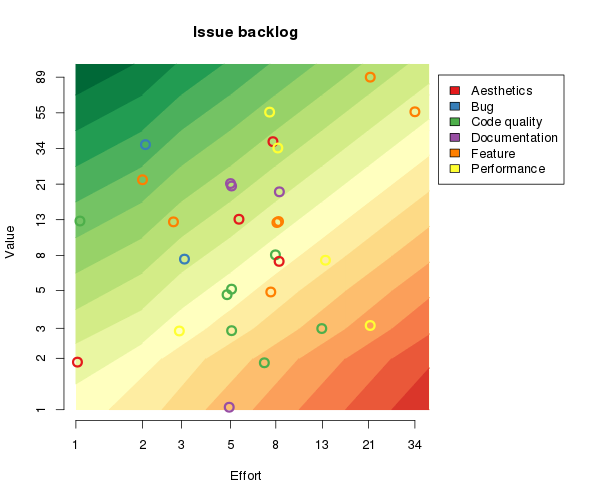 Issue backlog
Value
89
55
34
21
13
8
5
3
2
1
1 2 3 5 8 13 21 34
Effort
Aesthetics
Bug
Code quality
Documentation
Feature
Performance